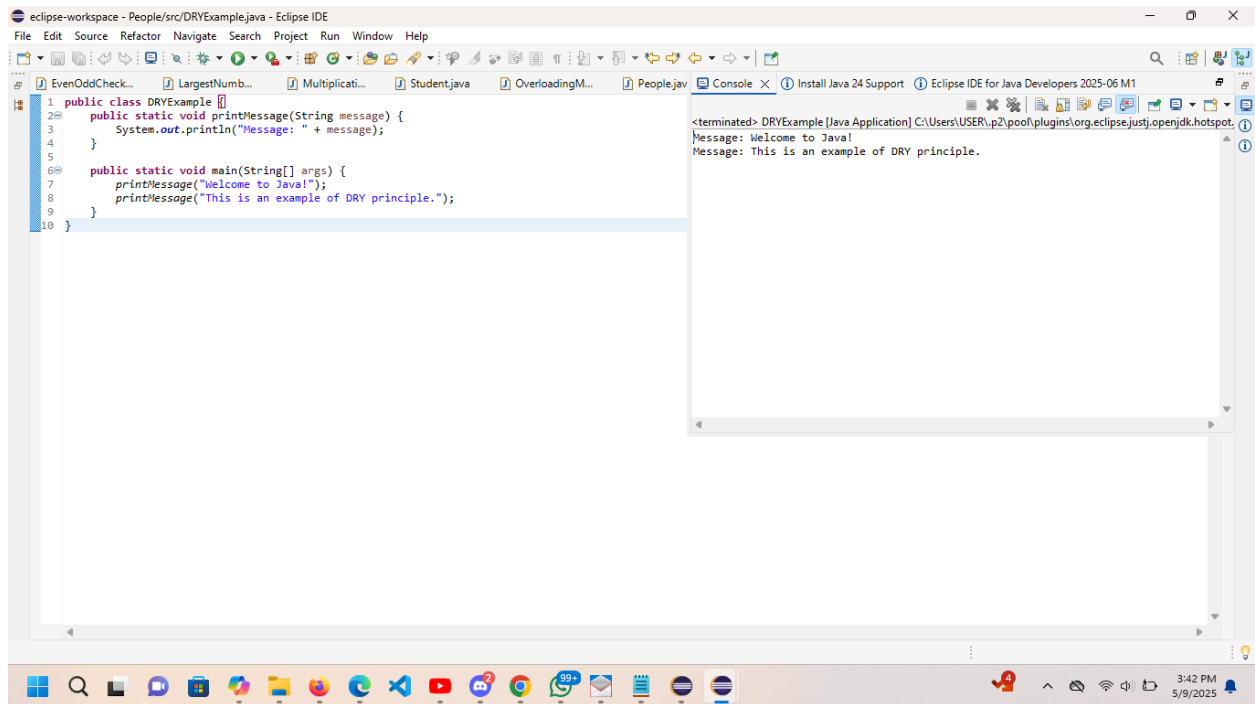 eclipse-workspace - People/src/DRYExample.java - Eclipse IDE
File Edit Source Refactor Navigate Search Project Run Window Help
EvenOddCheck... LargestNumb... Multiplicati... Student.java OverloadingM... People.jav
Console Install Java 24 Support Eclipse IDE for Java Developers 2025-06 M1
<terminated> DRYExample [Java Application] C:\Users\USER\.p2\pool\plugins\org.eclipse.justj.openjdk.hotspot.
Message: Welcome to Java!
Message: This is an example of DRY principle.
1 public class DRYExample {
2 public static void printMessage(String message) {
3 System.out.println("Message: " + message);
4 }
5
6 public static void main(String[] args) {
7 printMessage("Welcome to Java!");
8 printMessage("This is an example of DRY principle.");
9 }
10 }
2
99+
4
3:42 PM
5/9/2025